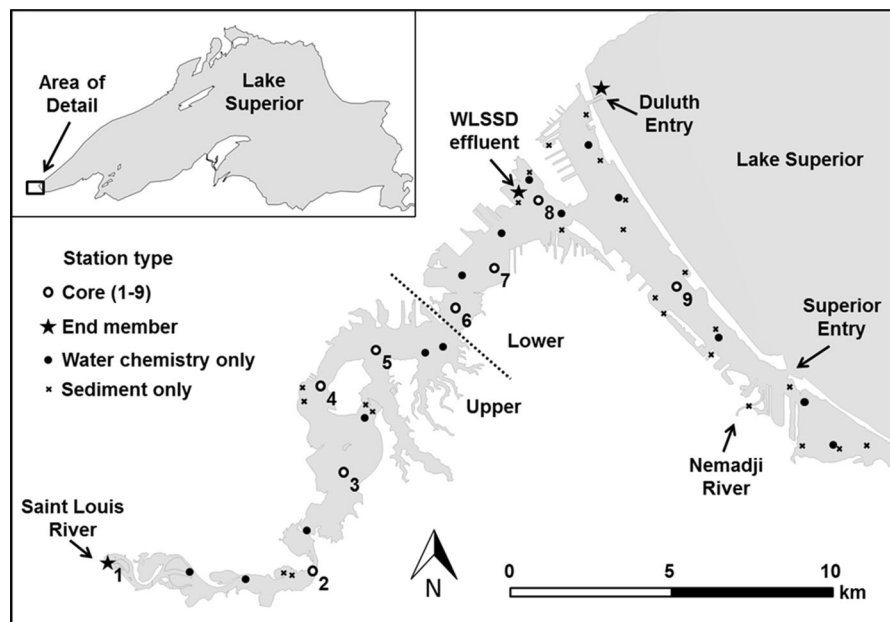 Area of
Detail
Lake
Superior
WLSSD
effluent
Duluth
Entry
Lake Superior
Station type
Core (1-9)
End member
Water chemistry only
Sediment only
8
7
9
6
Superior
Entry
Lower
5
Upper
4
Nemadji
River
3
Saint Louis
River
1
2
N
0 5 10
km